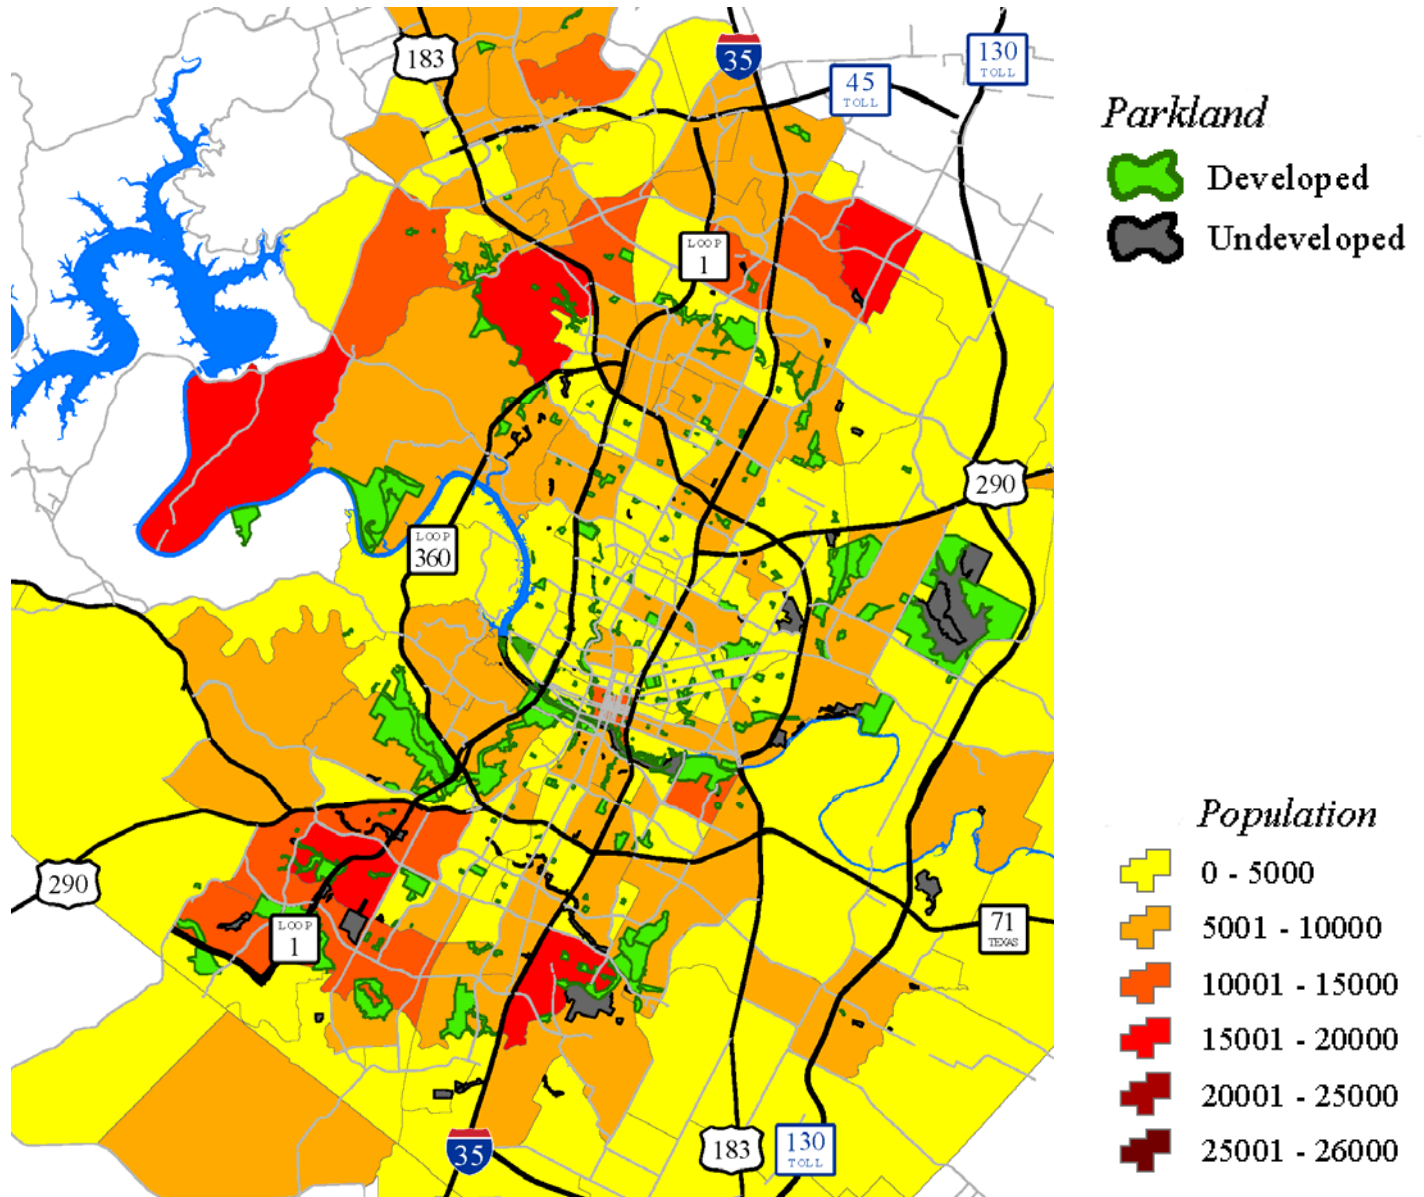 183
35
45
TOLL
130
TOLL
Parkland
Developed
Undeveloped
LOOP
1
290
LOOP
360
Population
0 - 5000
290
5001 - 10000
LOOP
1
71
TEXAS
10001 - 15000
15001 - 20000
20001 - 25000
35
183
130
TOLL
25001 - 26000